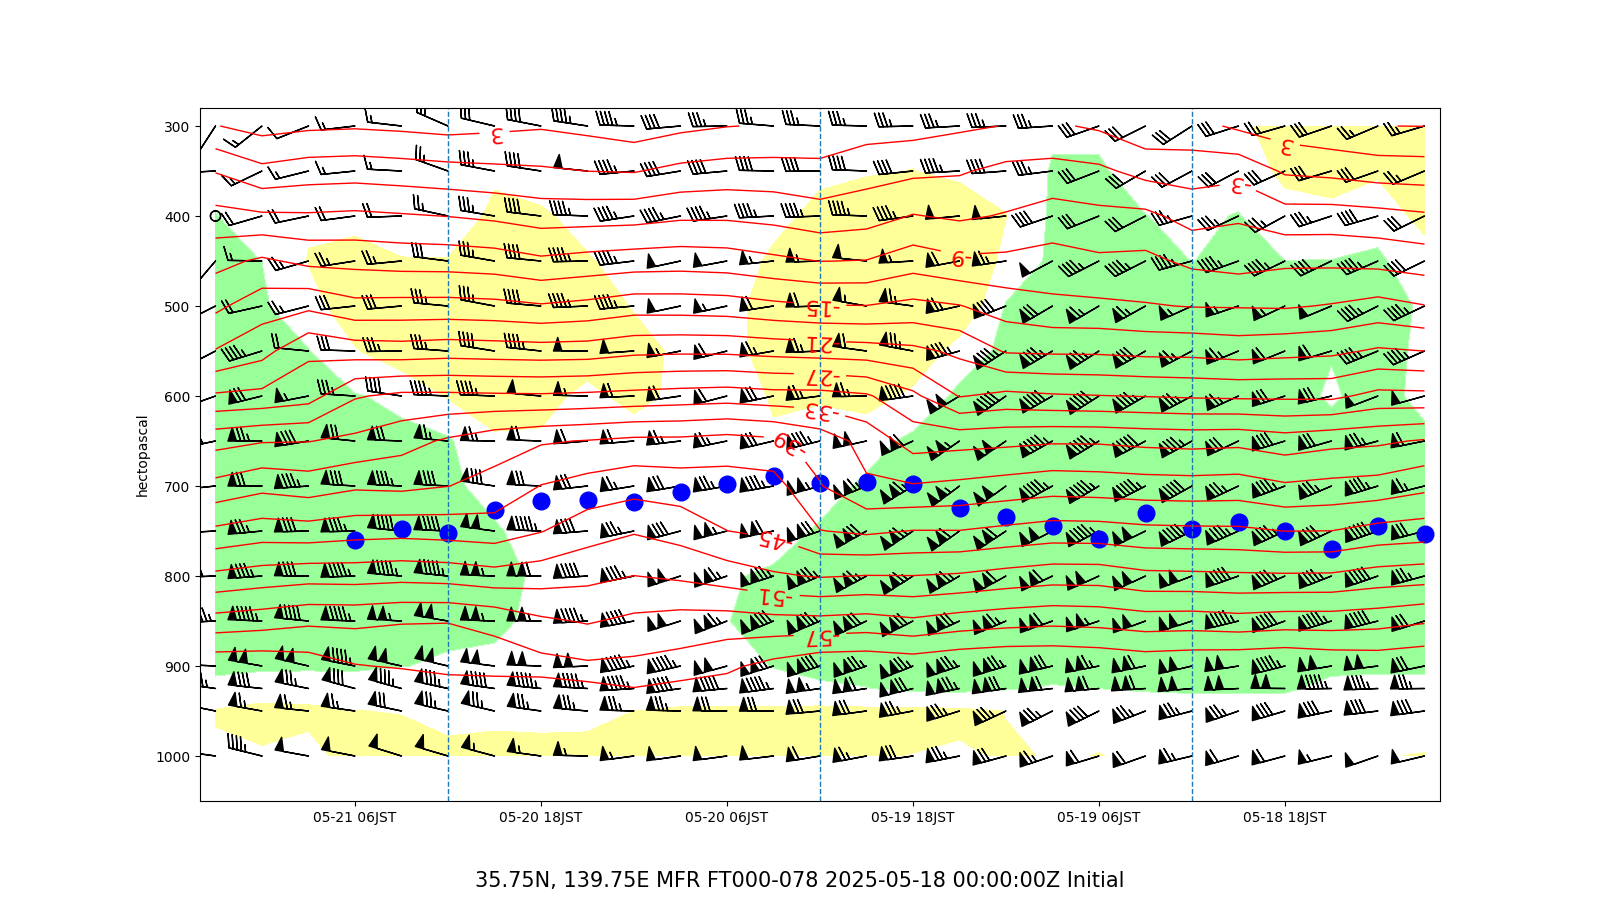 300
400
500
600
700
800
900
1000
hectopascal
3
3
-3
-9
-15
-21
-27
-33
-39
-45
-51
-57
05-21 06JST
05-20 18JST
05-20 06JST
05-19 18JST
05-19 06JST
05-18 18JST
35.75N, 139.75E MFR FT000-078 2025-05-18 00:00:00Z Initial